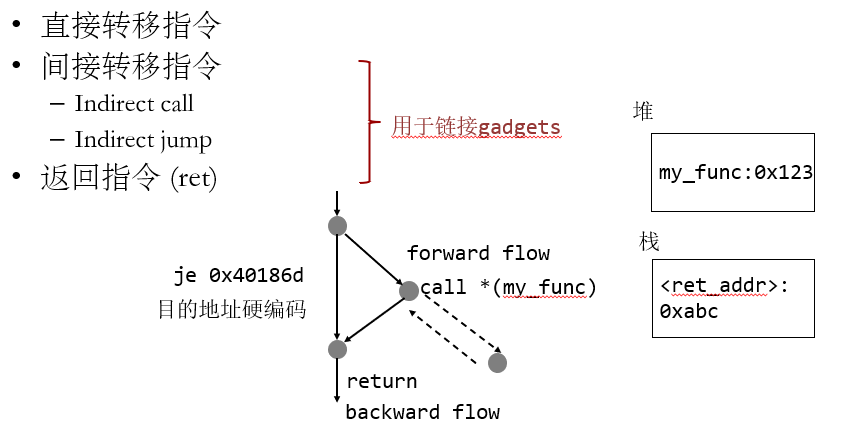 • 直接转移指令
• 间接转移指令
– Indirect call
– Indirect jump
• 返回指令 (ret)
用于链接gadgets
堆
my_func:0x123
栈
<ret_addr>:
0xabc
forward flow
je 0x40186d
call *(my_func)
目的地址硬编码
return
backward flow